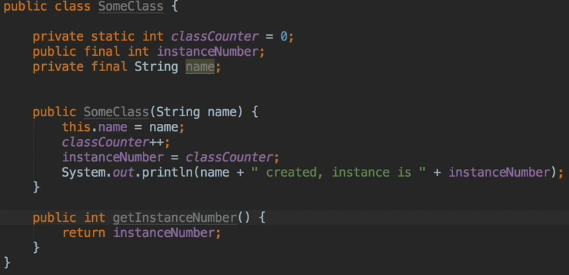 public class SomeClass {
private static int classCounter = 0;
public final int instanceNumber;
private final String name;
public SomeClass(String name) {
this.name = name;
classCounter++;
instanceNumber = classCounter;
System.out.println(name + " created, instance is " + instanceNumber);
}
public int getInstanceNumber() {
return instanceNumber;
}
}